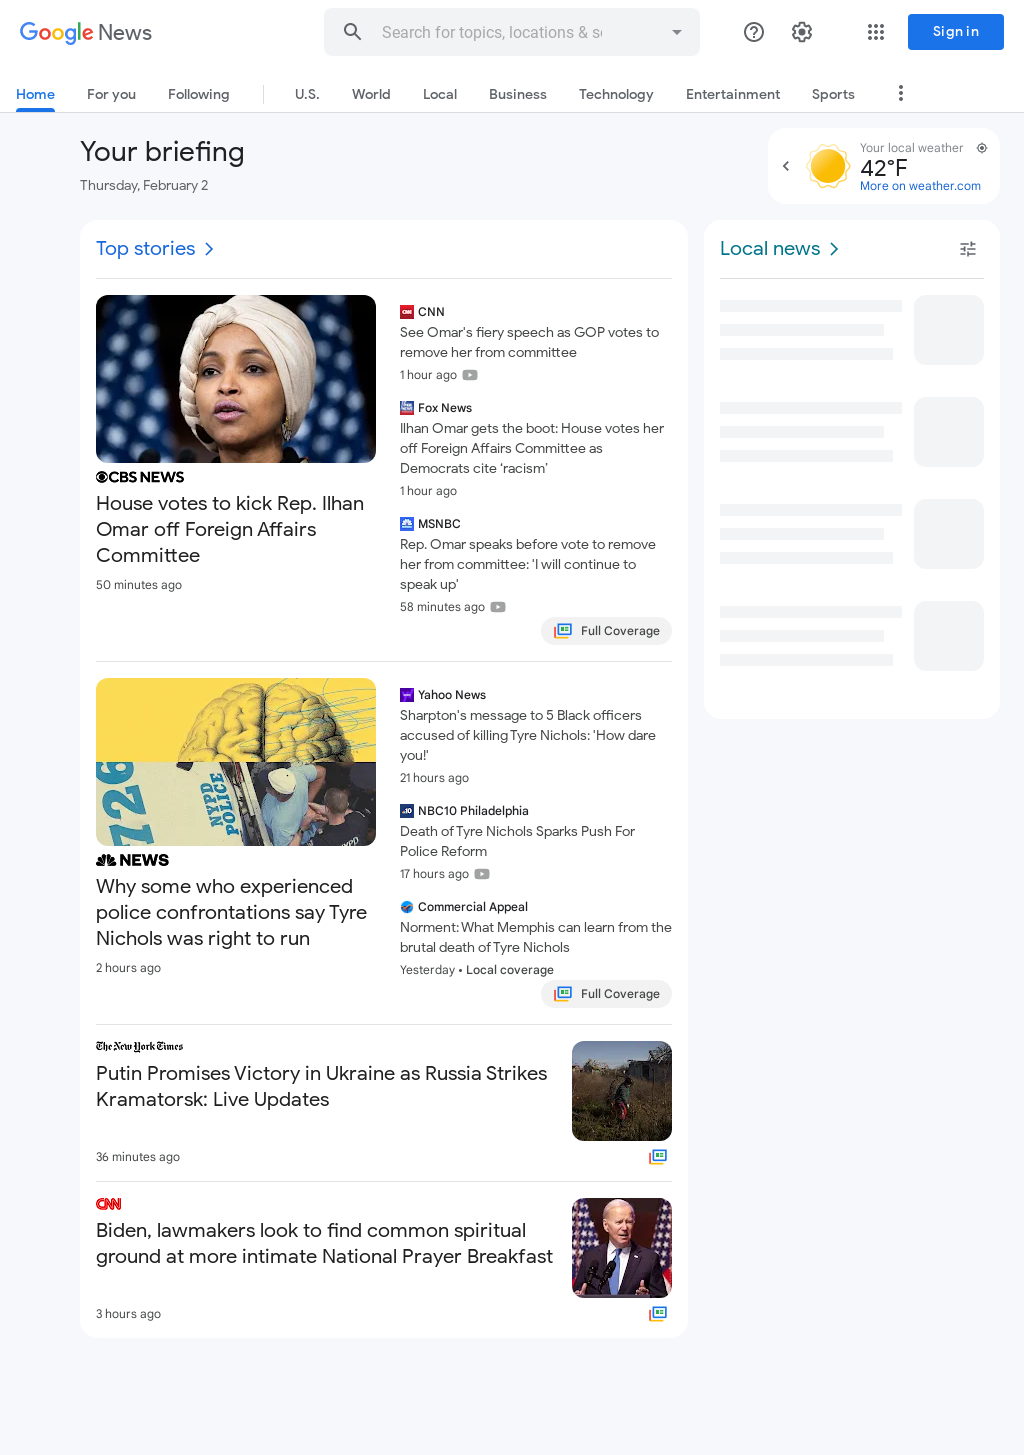 Google News
Search for topics, locations & so
Sign in
Home
For you
Following
U.S.
World
Local
Business
Technology
Entertainment
Sports
Your briefing
Thursday, February 2
Your local weather
42°F
More on weather.com
Top stories
CBS NEWS
House votes to kick Rep. Ilhan
Omar off Foreign Affairs
Committee
50 minutes ago
CNN
See Omar's fiery speech as GOP votes to
remove her from committee
1 hour ago
Fox News
Ilhan Omar gets the boot: House votes her
off Foreign Affairs Committee as
Democrats cite ‘racism’
1 hour ago
MSNBC
Rep. Omar speaks before vote to remove
her from committee: 'I will continue to
speak up'
58 minutes ago
Full Coverage
726
NYPD
POLICE
NEWS
Why some who experienced
police confrontations say Tyre
Nichols was right to run
2 hours ago
Yahoo News
Sharpton's message to 5 Black officers
accused of killing Tyre Nichols: 'How dare
you!'
21 hours ago
NBC10 Philadelphia
Death of Tyre Nichols Sparks Push For
Police Reform
17 hours ago
Commercial Appeal
Norment: What Memphis can learn from the
brutal death of Tyre Nichols
Yesterday • Local coverage
Full Coverage
The New York Times
Putin Promises Victory in Ukraine as Russia Strikes
Kramatorsk: Live Updates
36 minutes ago
CNN
Biden, lawmakers look to find common spiritual
ground at more intimate National Prayer Breakfast
3 hours ago
Local news